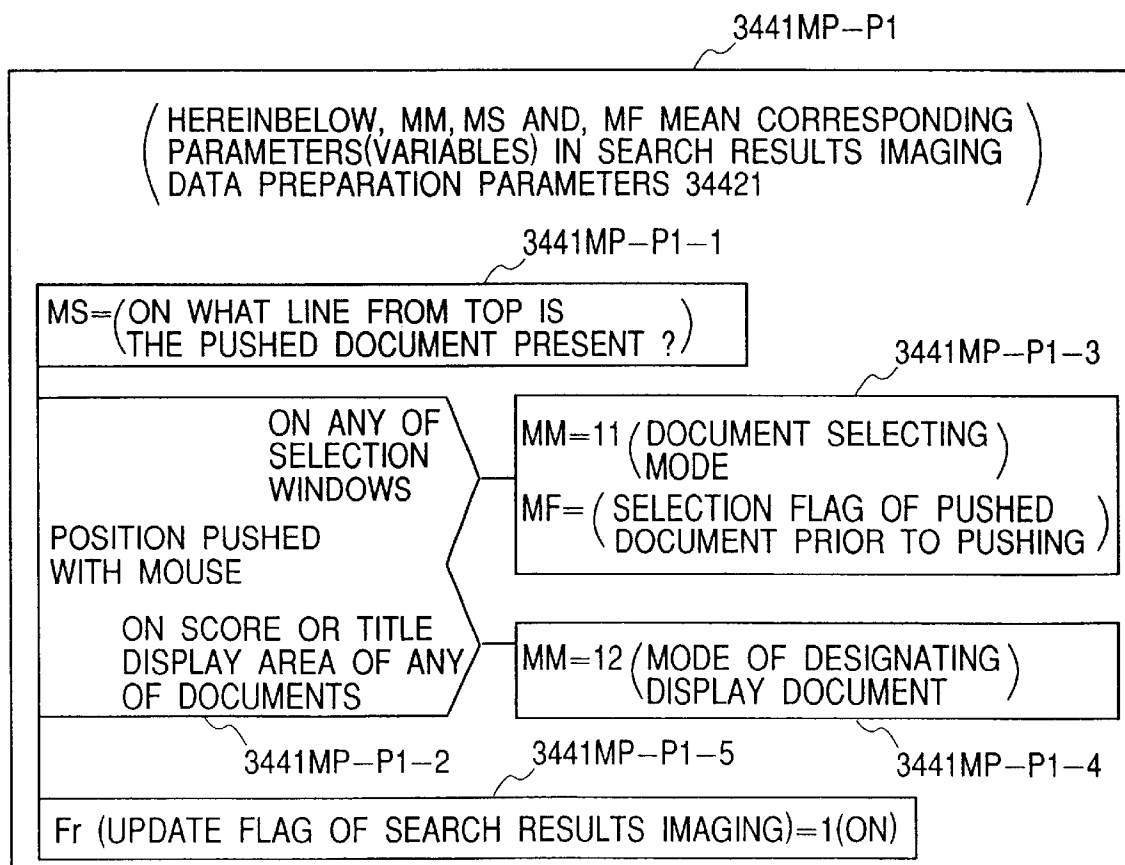 3441MP-P1
(HEREINBELOW, MM, MS AND, MF MEAN CORRESPONDING
PARAMETERS(VARIABLES) IN SEARCH RESULTS IMAGING
DATA PREPARATION PARAMETERS 34421)
3441MP-P1-1
MS=(ON WHAT LINE FROM TOP IS
THE PUSHED DOCUMENT PRESENT ?)
3441MP-P1-3
ON ANY OF
SELECTION
WINDOWS
MM=11(DOCUMENT SELECTING
MODE)
MF=(SELECTION FLAG OF PUSHED
DOCUMENT PRIOR TO PUSHING)
POSITION PUSHED
WITH MOUSE
ON SCORE OR TITLE
DISPLAY AREA OF ANY
OF DOCUMENTS
MM=12(MODE OF DESIGNATING
DISPLAY DOCUMENT)
3441MP-P1-2
3441MP-P1-5
3441MP-P1-4
Fr (UPDATE FLAG OF SEARCH RESULTS IMAGING)=1(ON)